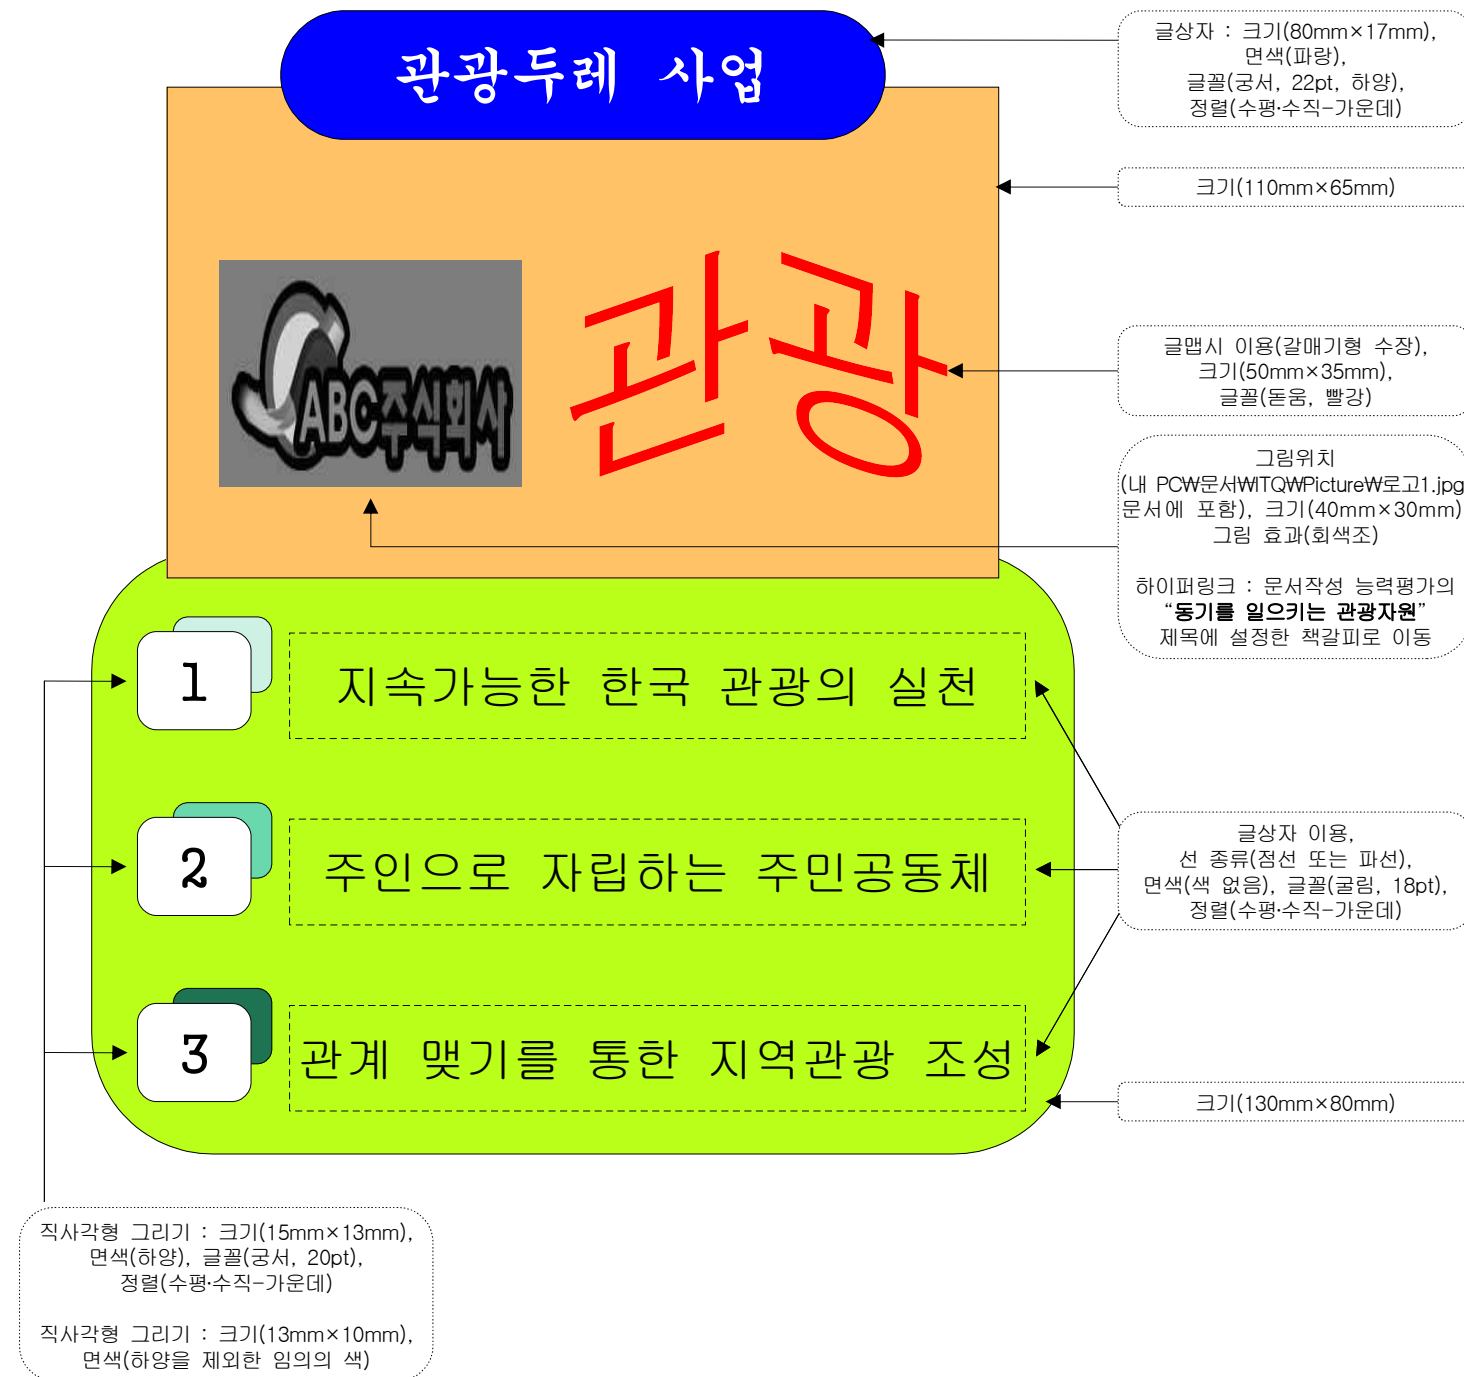 관광두레 사업
글상자 : 크기(80mm×17mm),
면색(파랑),
글꼴(궁서, 22pt, 하양),
정렬(수평·수직-가운데)
크기(110mm×65mm)
ABC주식회사
관광
글맵시 이용(갈매기형 수장),
크기(50mm×35mm),
글꼴(돋움, 빨강)
그림위치
(내 PC₩문서₩ITQ₩Picture₩로고1.jpg
문서에 포함), 크기(40mm×30mm)
그림 효과(회색조)
하이퍼링크 : 문서작성 능력평가의
“동기를 일으키는 관광자원”
제목에 설정한 책갈피로 이동
1
지속가능한 한국 관광의 실천
2
주인으로 자립하는 주민공동체
글상자 이용,
선 종류(점선 또는 파선),
면색(색 없음), 글꼴(굴림, 18pt),
정렬(수평·수직-가운데)
3
관계 맺기를 통한 지역관광 조성
크기(130mm×80mm)
직사각형 그리기 : 크기(15mm×13mm),
면색(하양), 글꼴(궁서, 20pt),
정렬(수평·수직-가운데)
직사각형 그리기 : 크기(13mm×10mm),
면색(하양을 제외한 임의의 색)